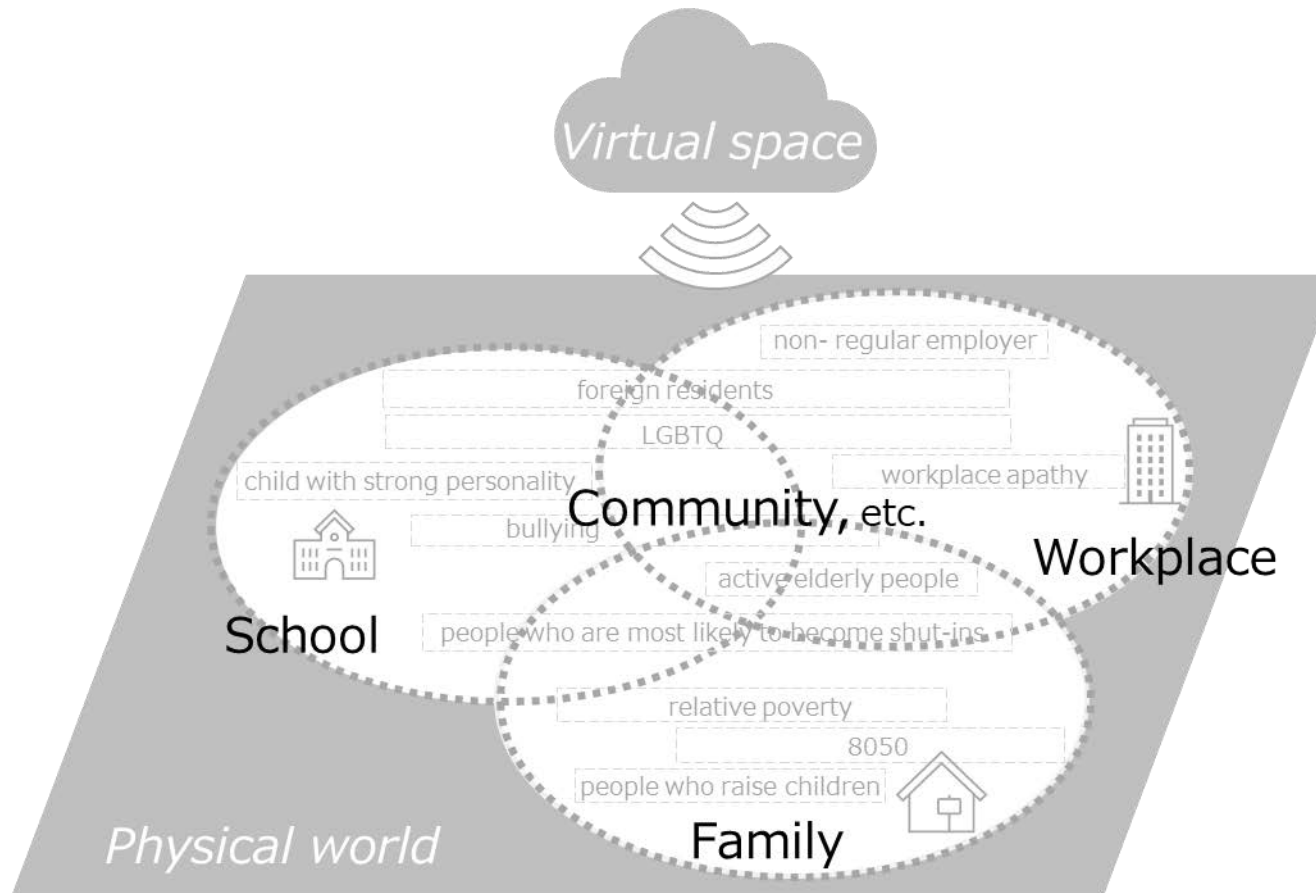 Virtual space
non- regular employer
foreign residents
LGBTQ
child with strong personality
workplace apathy
Community, etc.
bullying
Workplace
active elderly people
School
people who are most likely to become shut-ins
relative poverty
8050
people who raise children
Family
Physical world